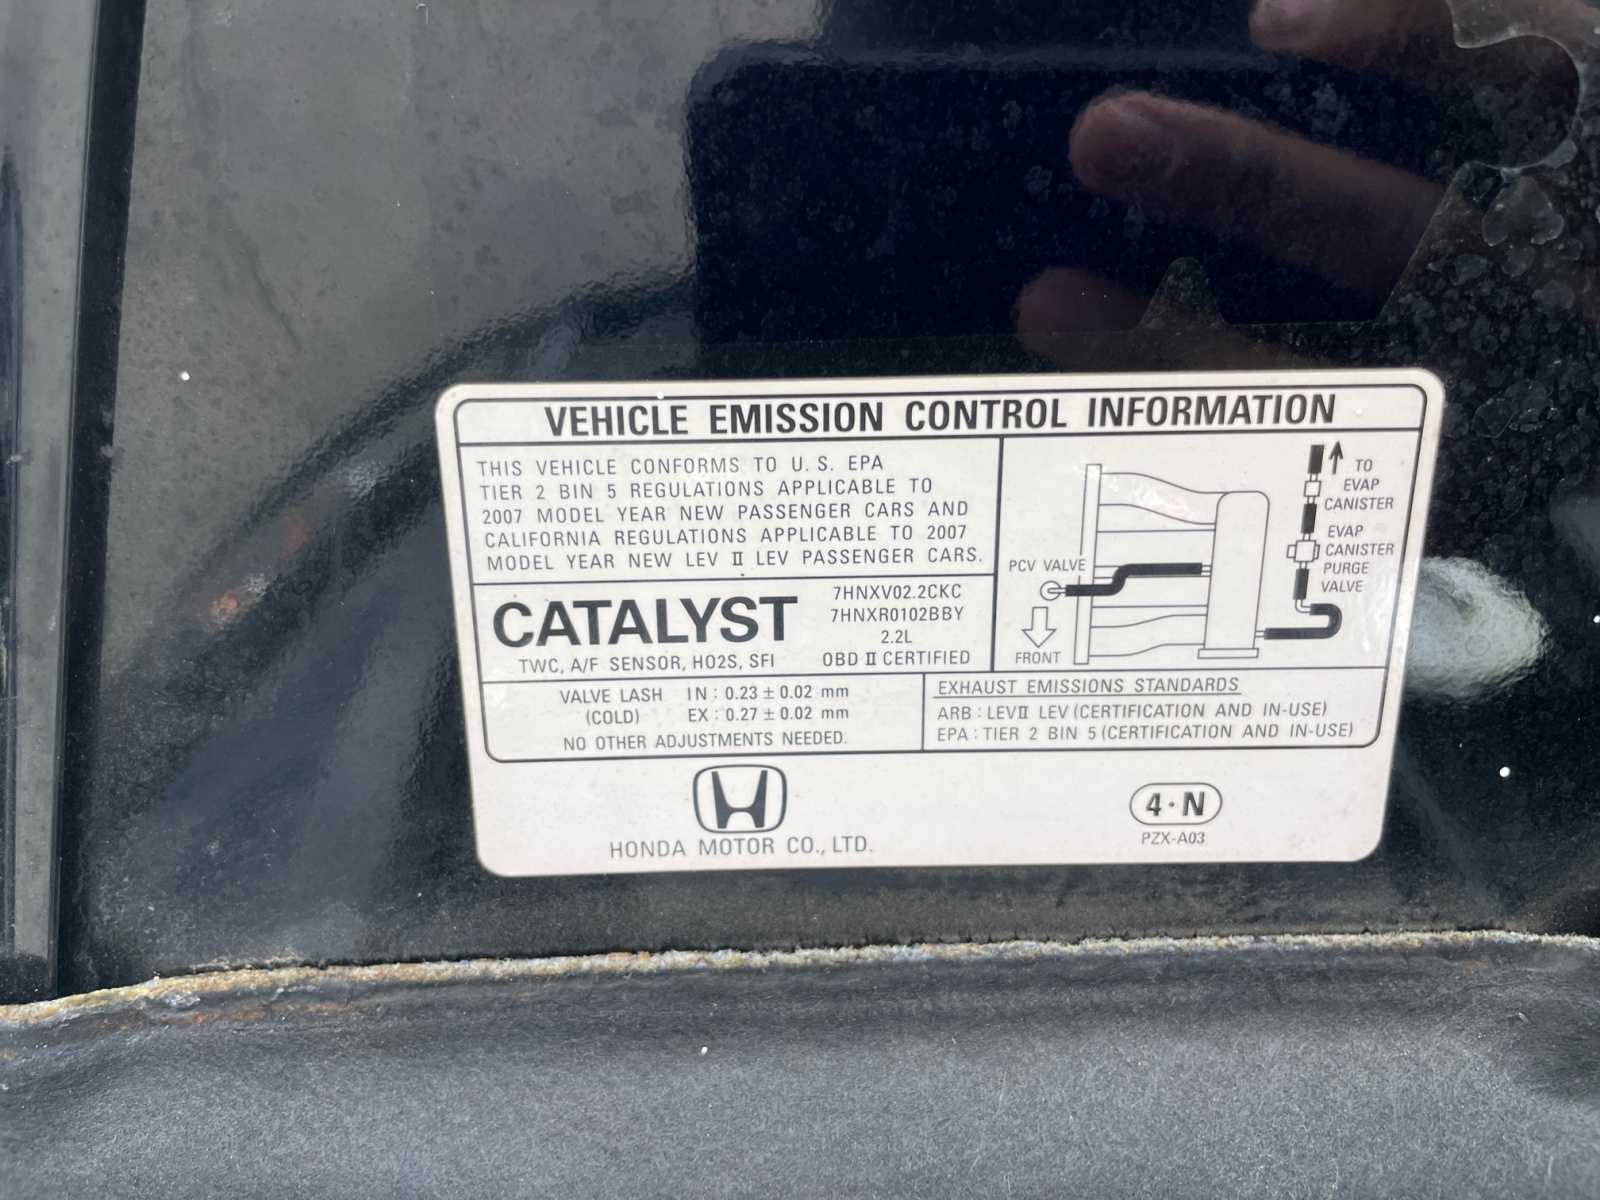 VEHICLE EMISSION CONTROL INFORMATION
THIS VEHICLE CONFORMS TO U. S. EPA
TIER 2 BIN 5 REGULATIONS APPLICABLE TO
2007 MODEL YEAR NEW PASSENGER CARS AND
CALIFORNIA REGULATIONS APPLICABLE TO 2007
MODEL YEAR NEW LEV II LEV PASSENGER CARS.
CATALYST
TWC, A/F SENSOR, HO2S, SFI
7HNXV02.2CKC
7HNXR0102BBY
2.2L
OBD II CERTIFIED
TO
EVAP
CANISTER
EVAP
CANISTER
PURGE
VALVE
PCV VALVE
FRONT
VALVE LASH IN : 0.23 ± 0.02 mm
(COLD) EX : 0.27 ± 0.02 mm
NO OTHER ADJUSTMENTS NEEDED.
EXHAUST EMISSIONS STANDARDS
ARB : LEVII LEV (CERTIFICATION AND IN-USE)
EPA : TIER 2 BIN 5 (CERTIFICATION AND IN-USE)
HONDA MOTOR CO., LTD.
4·N
PZX-A03